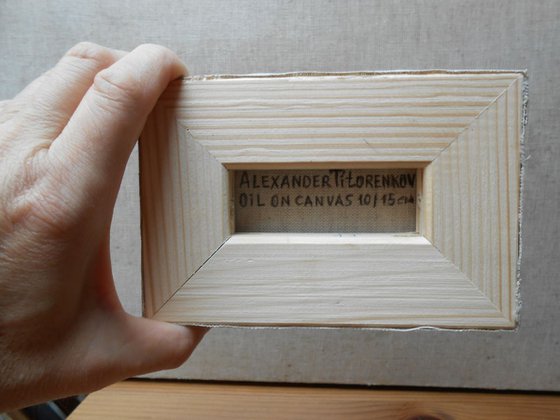 ALEXANDER TITORENKOV
OIL ON CANVAS 10/15 cm